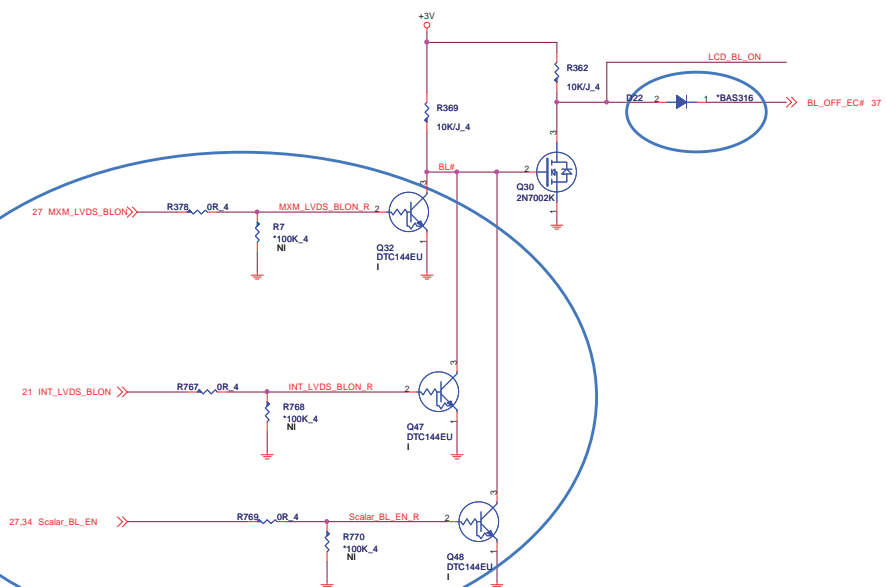 +3V
LCD_BL_ON
R362
10K/J_4
D22 2 1 *BAS316
BL_OFF_EC# 37
R369
10K/J_4
3
BL#
2
Q30
2N7002K
1
3
27 MXM_LVDS_BLON
R378 0R_4
MXM_LVDS_BLON_R 2
R7
*100K_4
NI
1
Q32
DTC144EU
I
3
21 INT_LVDS_BLON
R767 0R_4
INT_LVDS_BLON_R
2
R768
*100K_4
NI
1
Q47
DTC144EU
I
3
27,34 Scalar_BL_EN
R769 0R_4
Scalar_BL_EN_R
2
R770
*100K_4
NI
1
Q48
DTC144EU
I